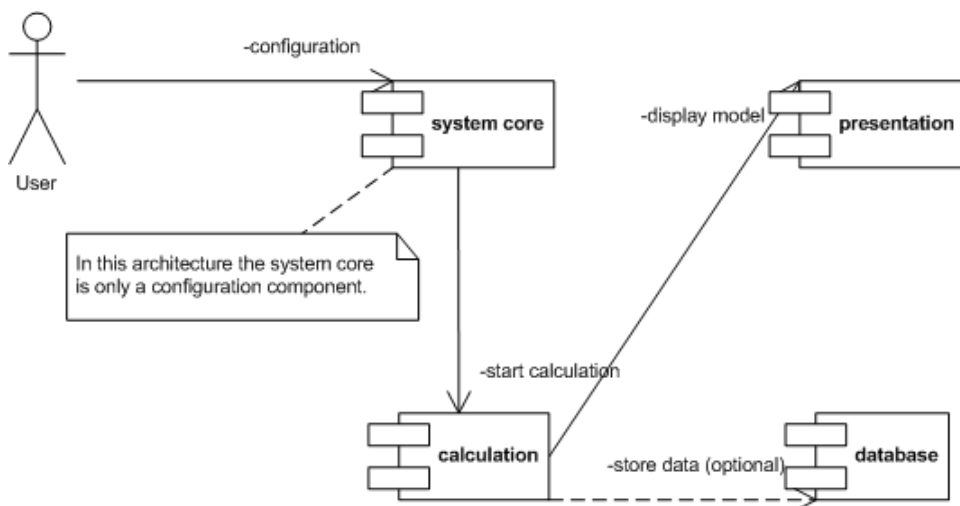 -configuration
system core
-display model
presentation
User
In this architecture the system core
is only a configuration component.
-start calculation
calculation
-store data (optional)
database